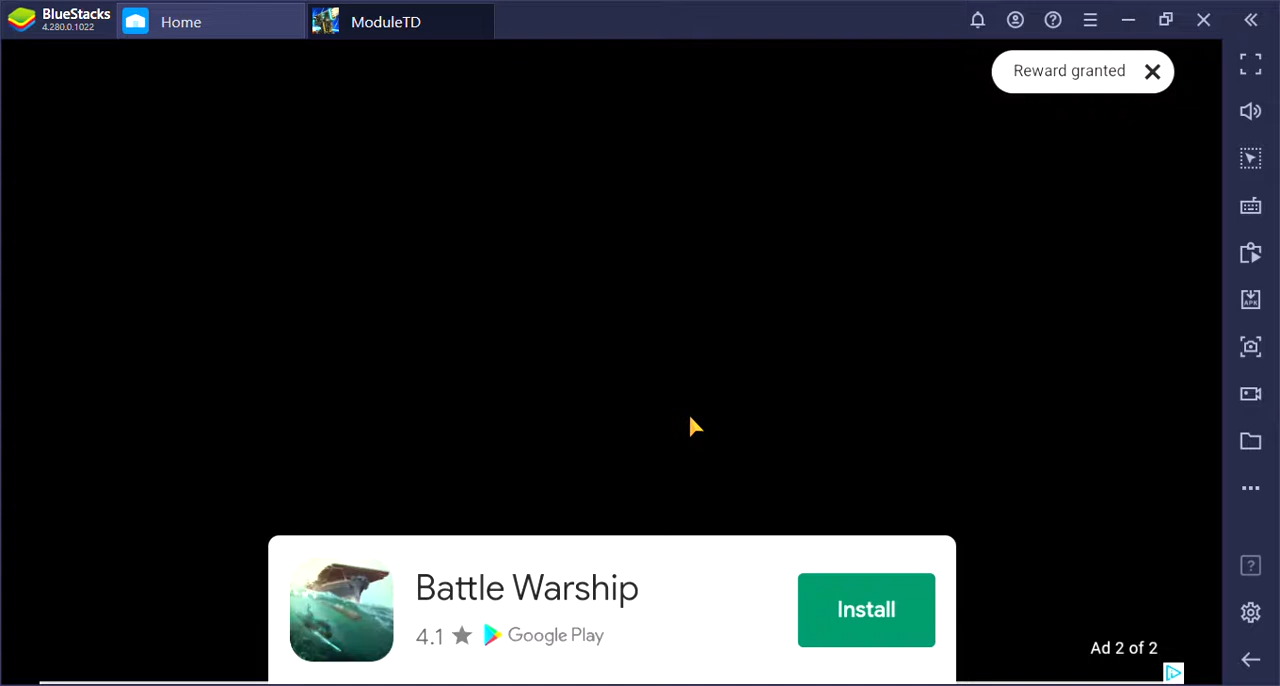 BlueStacks
4.280.0.1022
Home
ModuleTD
Reward granted
APK
Battle Warship
Install
4.1 ★ Google Play
Ad 2 of 2